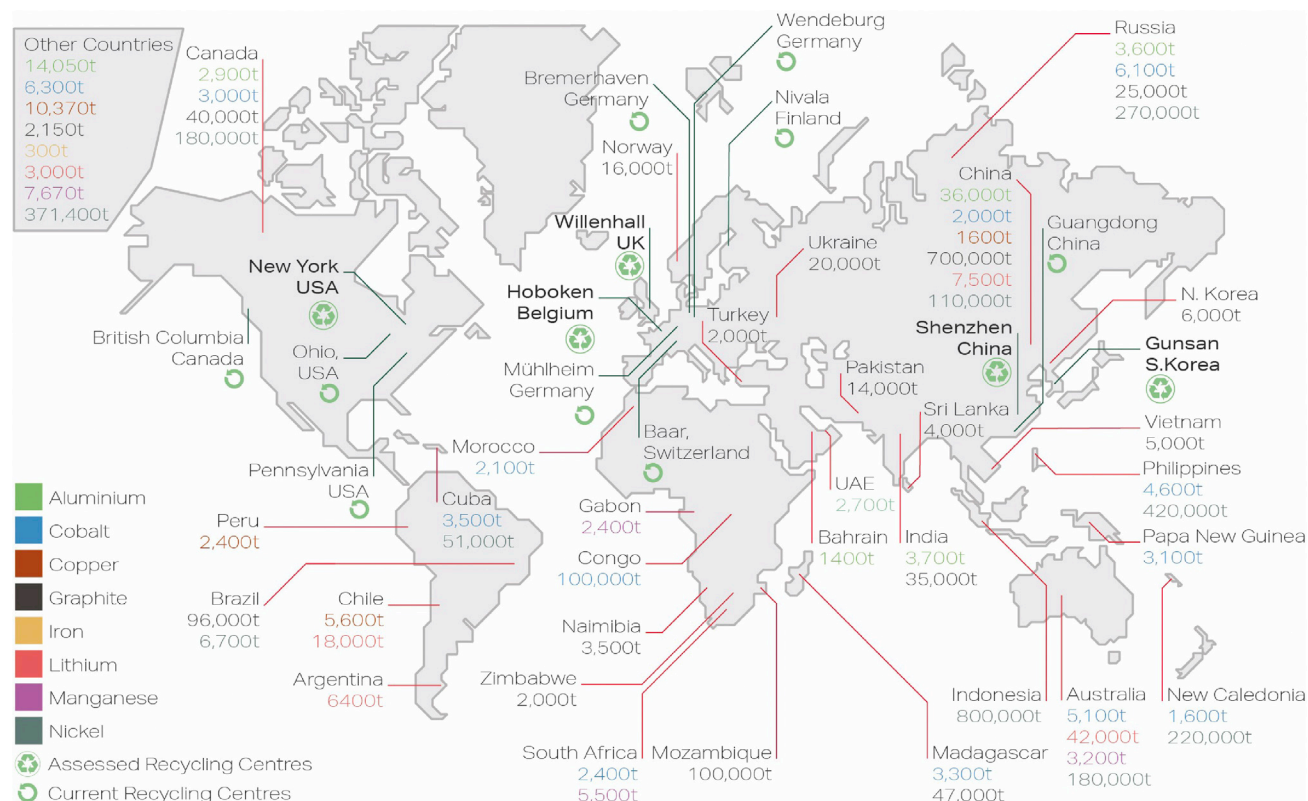 Other Countries
14,050t
6,300t
10,370t
2,150t
300t
3,000t
7,670t
371,400t
Canada
2,900t
3,000t
40,000t
180,000t
Wendeburg
Germany
Bremerhaven
Germany
Nivala
Finland
Norway
16,000t
Russia
3,600t
6,100t
25,000t
270,000t
China
36,000t
2,000t
1600t
700,000t
7,500t
110,000t
Guangdong
China
Willenhall
UK
Ukraine
20,000t
New York
USA
Hoboken
Belgium
Turkey
2,000t
N. Korea
6,000t
British Columbia
Canada
Ohio,
USA
Shenzhen
China
Gunsan
S.Korea
Mühlheim
Germany
Pakistan
14,000t
Sri Lanka
4,000t
Vietnam
5,000t
Morocco
2,100t
Baar,
Switzerland
Pennsylvania
USA
UAE
2,700t
Philippines
4,600t
420,000t
Aluminium
Cobalt
Copper
Graphite
Iron
Lithium
Manganese
Nickel
Assessed Recycling Centres
Current Recycling Centres
Peru
2,400t
Cuba
3,500t
51,000t
Gabon
2,400t
Congo
100,000t
Bahrain
1400t
India
3,700t
35,000t
Papa New Guinea
3,100t
Brazil
96,000t
6,700t
Chile
5,600t
18,000t
Naimibia
3,500t
Argentina
6400t
Zimbabwe
2,000t
Indonesia
800,000t
Australia
5,100t
42,000t
3,200t
180,000t
New Caledonia
1,600t
220,000t
South Africa
2,400t
5,500t
Mozambique
100,000t
Madagascar
3,300t
47,000t